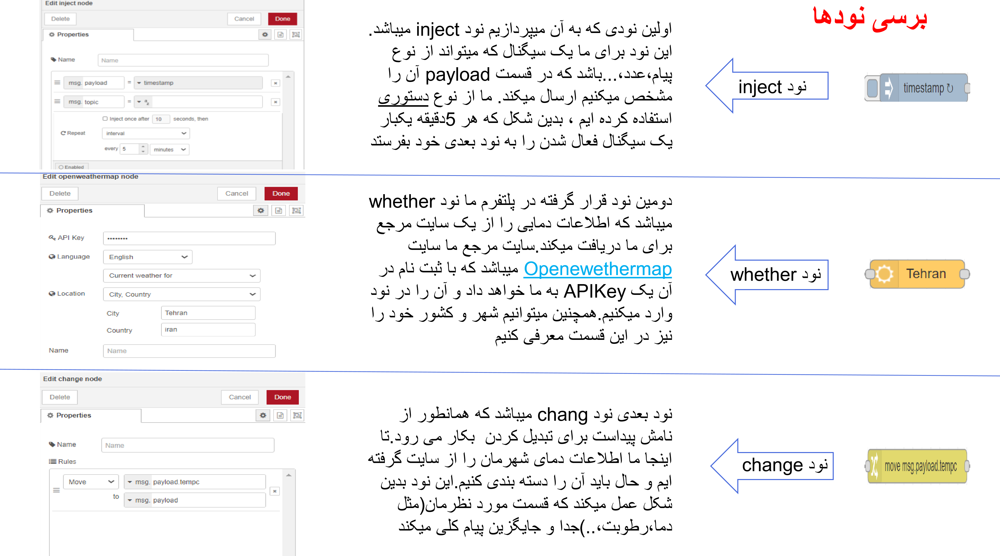 برسی نودها
timestamp ↻
نود inject
اولین نودی که به آن میپردازیم نود inject میباشد.
این نود برای ما یک سیگنال که میتواند از نوع
پیام،عدد،...باشد که در قسمت payload آن را
مشخص میکنیم ارسال میکند. ما از نوع دستوری
استفاده کرده ایم ، بدین شکل که هر 5دقیقه یکبار
یک سیگنال فعال شدن را به نود بعدی خود بفرستد
Edit inject node
Delete
Cancel
Done
Properties
Name
Name
msg. payload = timestamp
msg. topic = az
Inject once after 10 seconds, then
Repeat interval
every 5 minutes
Enabled
Tehran
نود whether
دومین نود قرار گرفته در پلتفرم ما نود whether
میباشد که اطلاعات دمایی را از یک سایت مرجع
برای ما دریافت میکند.سایت مرجع ما سایت
Openewethermap میباشد که با ثبت نام در
آن یک APIKey به ما خواهد داد و آن را در نود
وارد میکنیم.همچنین میتوانیم شهر و کشور خود را
نیز در این قسمت معرفی کنیم
Edit openweathermap node
Delete
Cancel
Done
Properties
API Key ••••••••
Language English
Current weather for
Location City, Country
City Tehran
Country iran
Name Name
move msg.payload.tempc
نود change
نود بعدی نود chang میباشد که همانطور از
نامش پیداست برای تبدیل کردن بکار می رود.تا
اینجا ما اطلاعات دمای شهرمان را از سایت گرفته
ایم و حال باید آن را دسته بندی کنیم.این نود بدین
شکل عمل میکند که قسمت مورد نظرمان(مثل
دما،رطوبت،..)جدا و جایگزین پیام کلی میکند
Edit change node
Delete
Cancel
Done
Properties
Name Name
Rules
Move msg. payload.tempc
to msg. payload